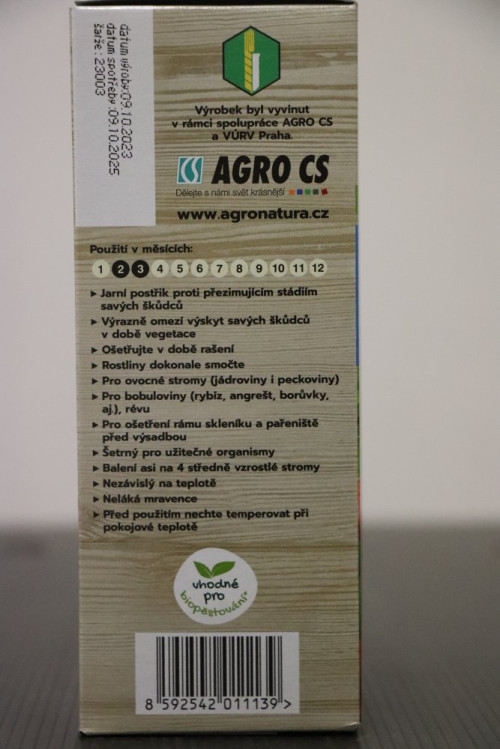 datum výroby:09.10.2023
datum spotřeby:09.10.2025
šarže:23003
Výrobek byl vyvinut
v rámci spolupráce AGRO CS
a VÚRV Praha.
CS AGRO CS
Dělejte s námi svět krásnější
www.agronatura.cz
Použití v měsících:
1 2 3 4 5 6 7 8 9 10 11 12
▸ Jarní postřik proti přezimujícím stádiím
savých škůdců
▸ Výrazně omezí výskyt savých škůdců
v době vegetace
▸ Ošetřujte v době rašení
▸ Rostliny dokonale smočte
▸ Pro ovocné stromy (jádroviny i peckoviny)
▸ Pro bobuloviny (rybíz, angrešt, borůvky,
aj.), révu
▸ Pro ošetření rámu skleníku a pařeniště
před výsadbou
▸ Šetrný pro užitečné organismy
▸ Balení asi na 4 středně vzrostlé stromy
▸ Nezávislý na teplotě
▸ Neláká mravence
▸ Před použitím nechte temperovat při
pokojové teplotě
vhodné
pro
biopěstování*
8 592542 011139 >